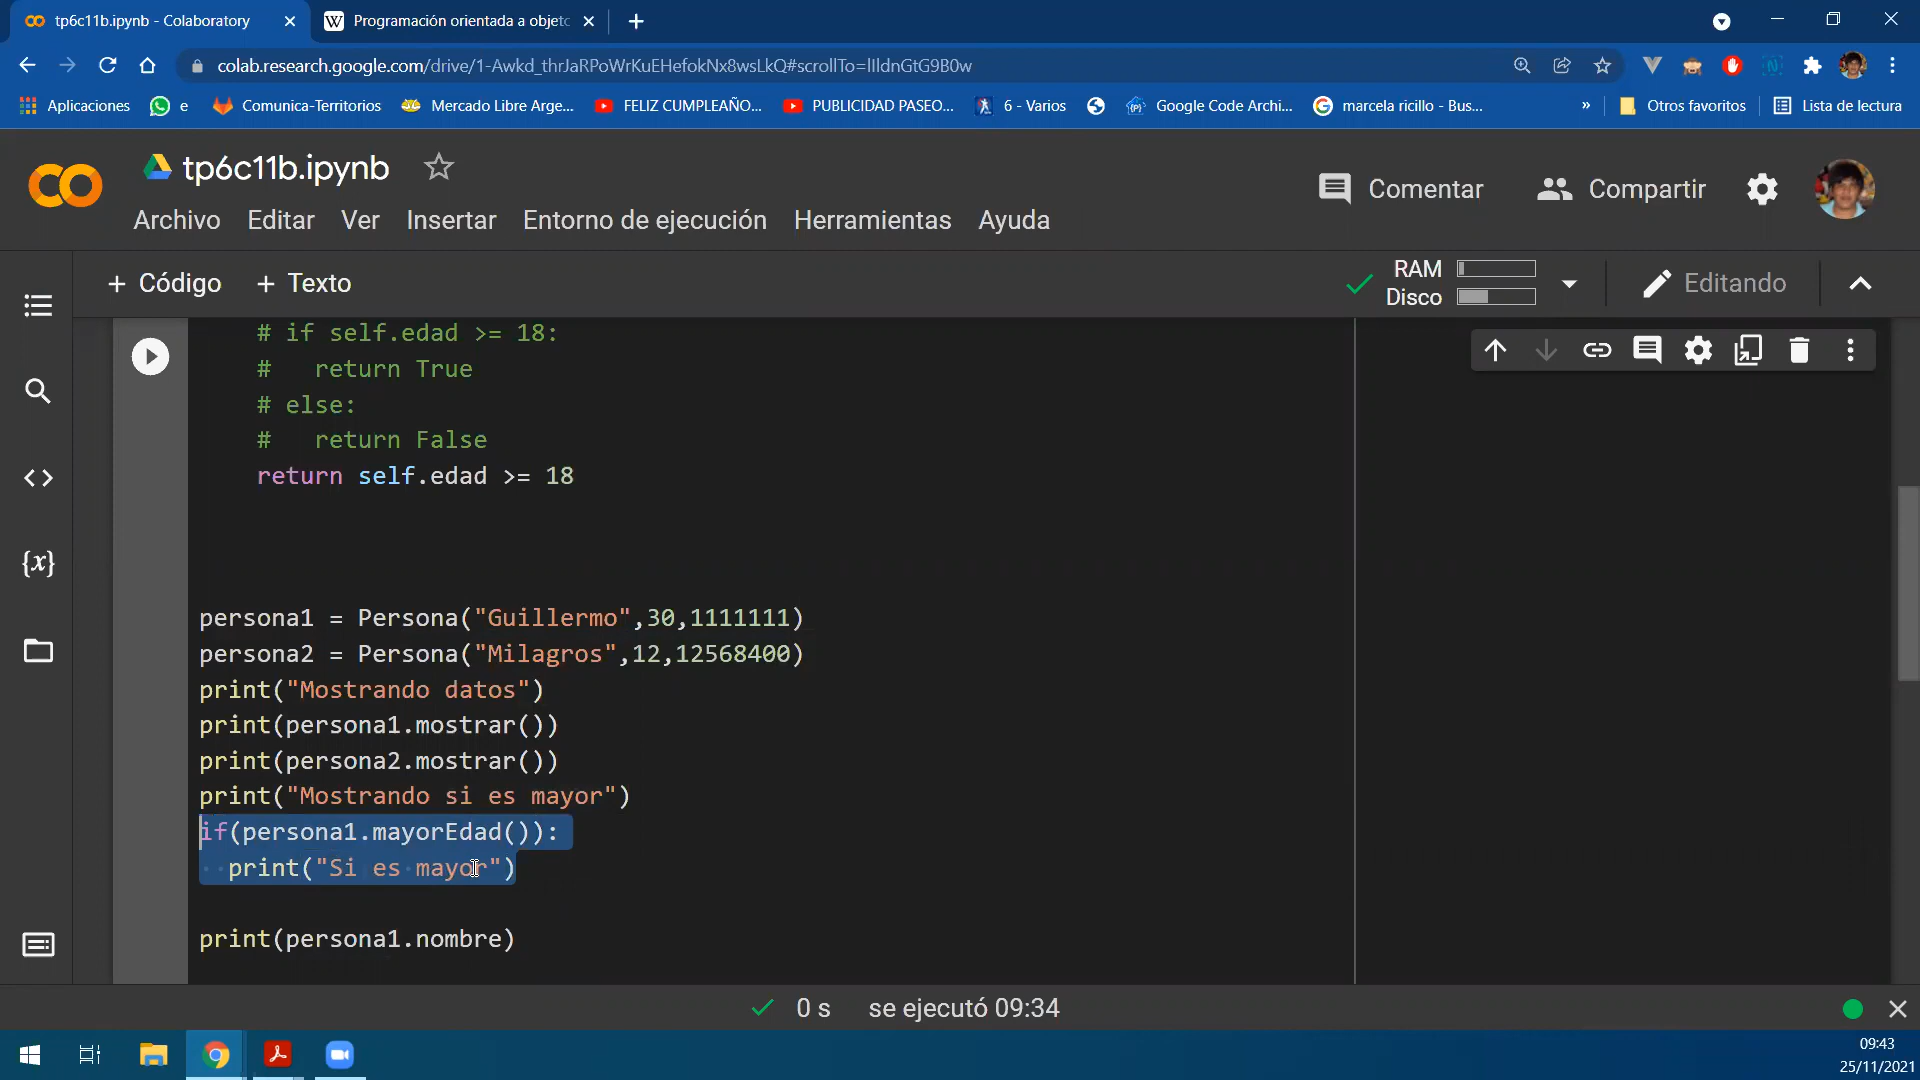 tp6c11b.ipynb - Colaboratory
Programación orientada a objeto
colab.research.google.com/drive/1-Awkd_thrJaRPoWrKuEHefokNx8wsLkQ#scrollTo=lIldnGtG9B0w
Aplicaciones
e
Comunica-Territorios
Mercado Libre Arge...
FELIZ CUMPLEAÑO...
PUBLICIDAD PASEO...
6 - Varios
Google Code Archi...
marcela ricillo - Bus...
»
Otros favoritos
Lista de lectura
tp6c11b.ipynb
Comentar
Compartir
Archivo Editar Ver Insertar Entorno de ejecución Herramientas Ayuda
+ Código + Texto
RAM
Disco
Editando
# if self.edad >= 18:
#   return True
# else:
#   return False
return self.edad >= 18
persona1 = Persona("Guillermo",30,1111111)
persona2 = Persona("Milagros",12,12568400)
print("Mostrando datos")
print(persona1.mostrar())
print(persona2.mostrar())
print("Mostrando si es mayor")
if(persona1.mayorEdad()):
print("Si es mayor")
print(persona1.nombre)
0 s se ejecutó 09:34
09:43
25/11/2021